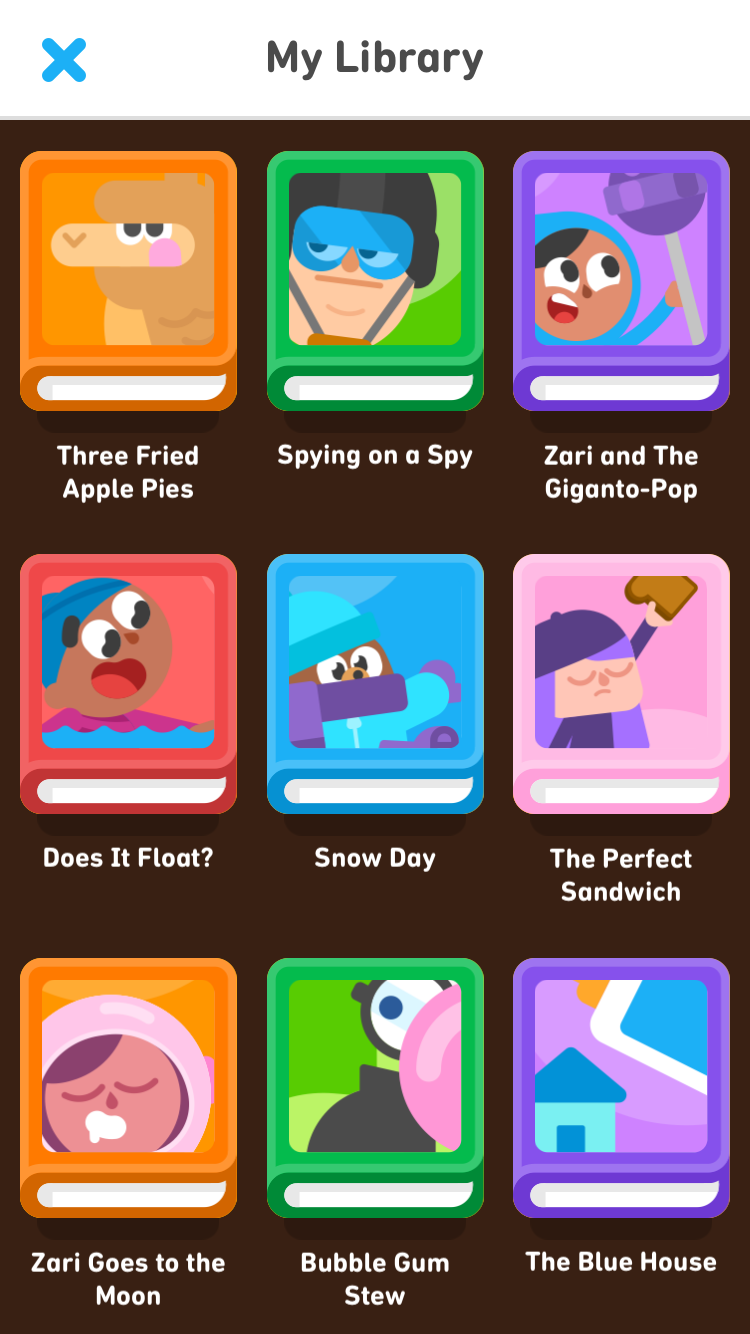 My Library
Three Fried
Apple Pies
Spying on a Spy
Zari and The
Giganto-Pop
Does It Float?
Snow Day
The Perfect
Sandwich
Zari Goes to the
Moon
Bubble Gum
Stew
The Blue House